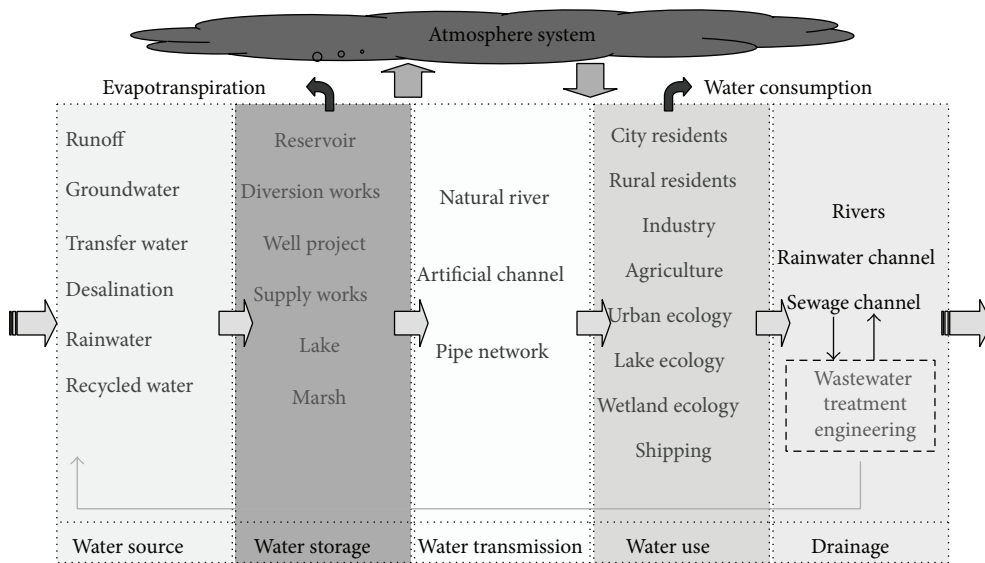 Atmosphere system
Evapotranspiration
Water consumption
Runoff
Groundwater
Transfer water
Desalination
Rainwater
Recycled water
Reservoir
Diversion works
Well project
Supply works
Lake
Marsh
Natural river
Artificial channel
Pipe network
City residents
Rural residents
Industry
Agriculture
Urban ecology
Lake ecology
Wetland ecology
Shipping
Rivers
Rainwater channel
Sewage channel
Wastewater
treatment
engineering
Water source
Water storage
Water transmission
Water use
Drainage